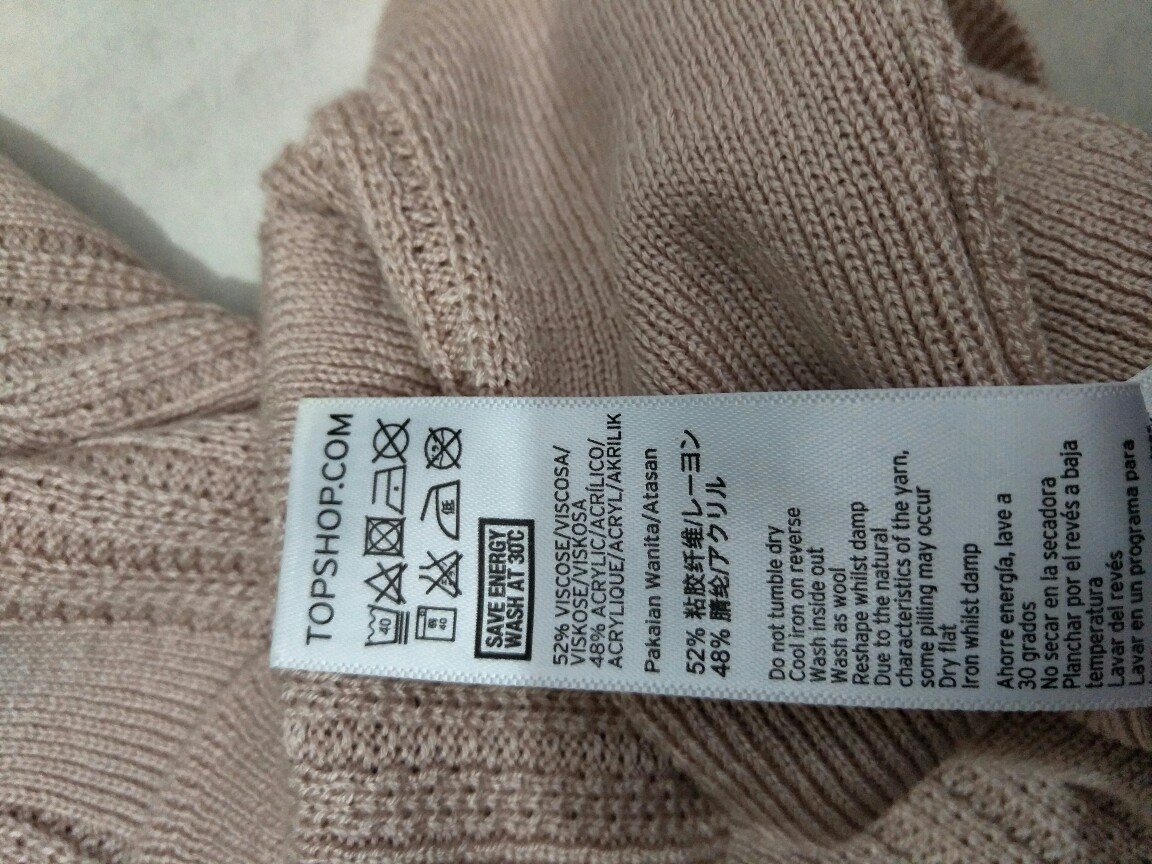 TOPSHOP.COM
40
弱
40
低
SAVE ENERGY
WASH AT 30°C
52% VISCOSE/VISCOSA/
VISKOSE/VISKOSA
48% ACRYLIC/ACRÍLICO/
ACRYLIQUE/ACRYL/AKRILIK
Pakaian Wanita/Atasan
52% 粘胶纤维/レーヨン
48% 腈纶/アクリル
Do not tumble dry
Cool iron on reverse
Wash inside out
Wash as wool
Reshape whilst damp
Due to the natural
characteristics of the yarn,
some pilling may occur
Dry flat
Iron whilst damp
Ahorre energía, lave a
30 grados
No secar en la secadora
Planchar por el revés a baja
temperatura
Lavar del revés
Lavar en un programa para